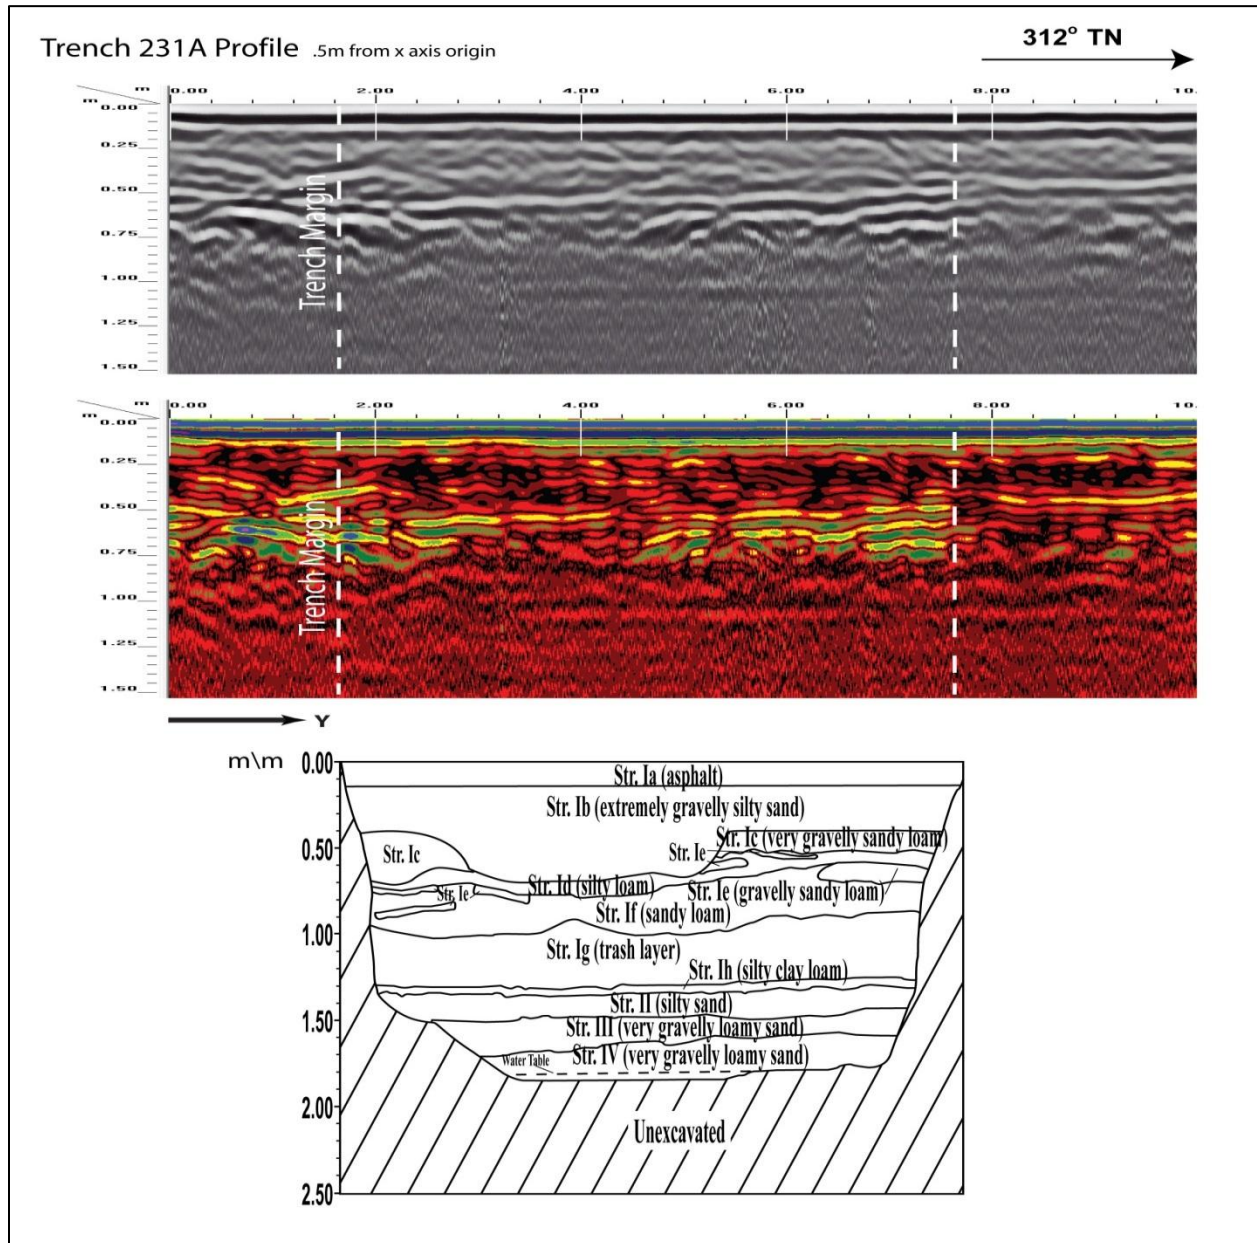 Trench 231A Profile .5m from x axis origin
312° TN
m 0.00 2.00 4.00 6.00 8.00 10.
m
0.00
0.25
0.50
0.75
1.00
1.25
1.50
Trench Margin
m 0.00 2.00 4.00 6.00 8.00 10.
m
0.00
0.25
0.50
0.75
1.00
1.25
1.50
Trench Margin
Y
m\m
0.00
0.50
1.00
1.50
2.00
2.50
Str. Ia (asphalt)
Str. Ib (extremely gravelly silty sand)
Str. Ic (very gravelly sandy loam)
Str. Ic
Str. Ie
Str. Id (silty loam)
Str. Ie
Str. Ie (gravelly sandy loam)
Str. If (sandy loam)
Str. Ig (trash layer)
Str. Ih (silty clay loam)
Str. II (silty sand)
Str. III (very gravelly loamy sand)
Str. IV (very gravelly loamy sand)
Water Table
Unexcavated